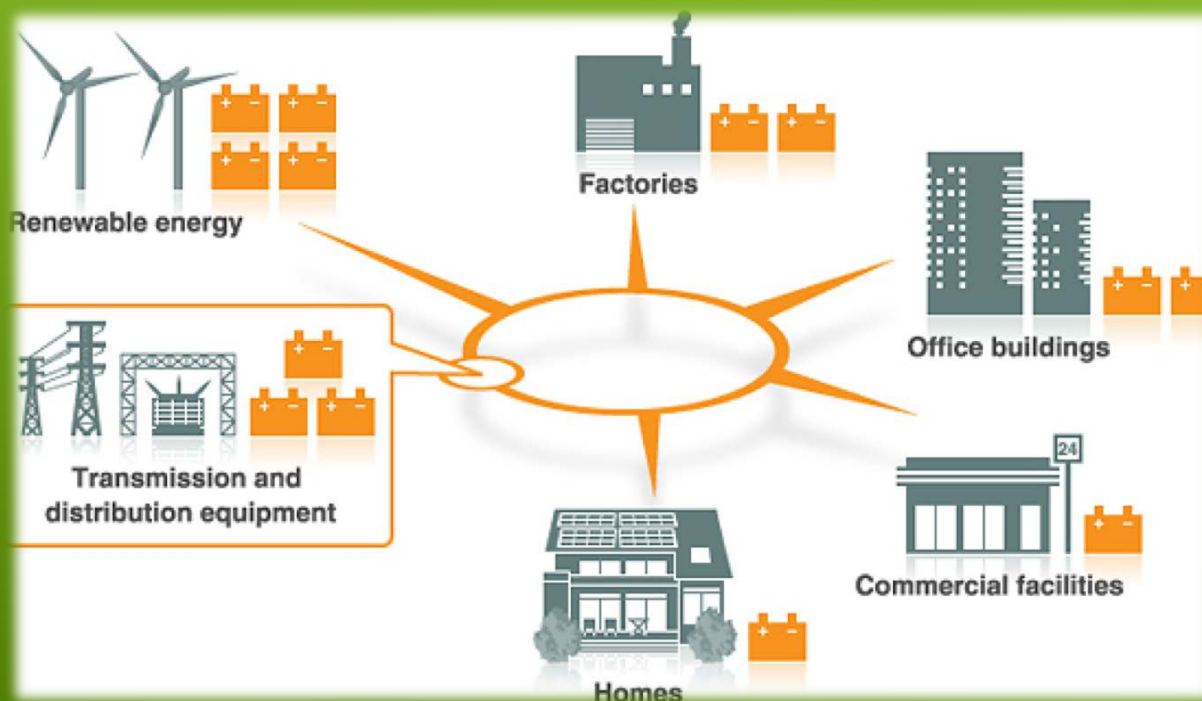 Renewable energy
Factories
Office buildings
Transmission and
distribution equipment
24
Commercial facilities
Homes